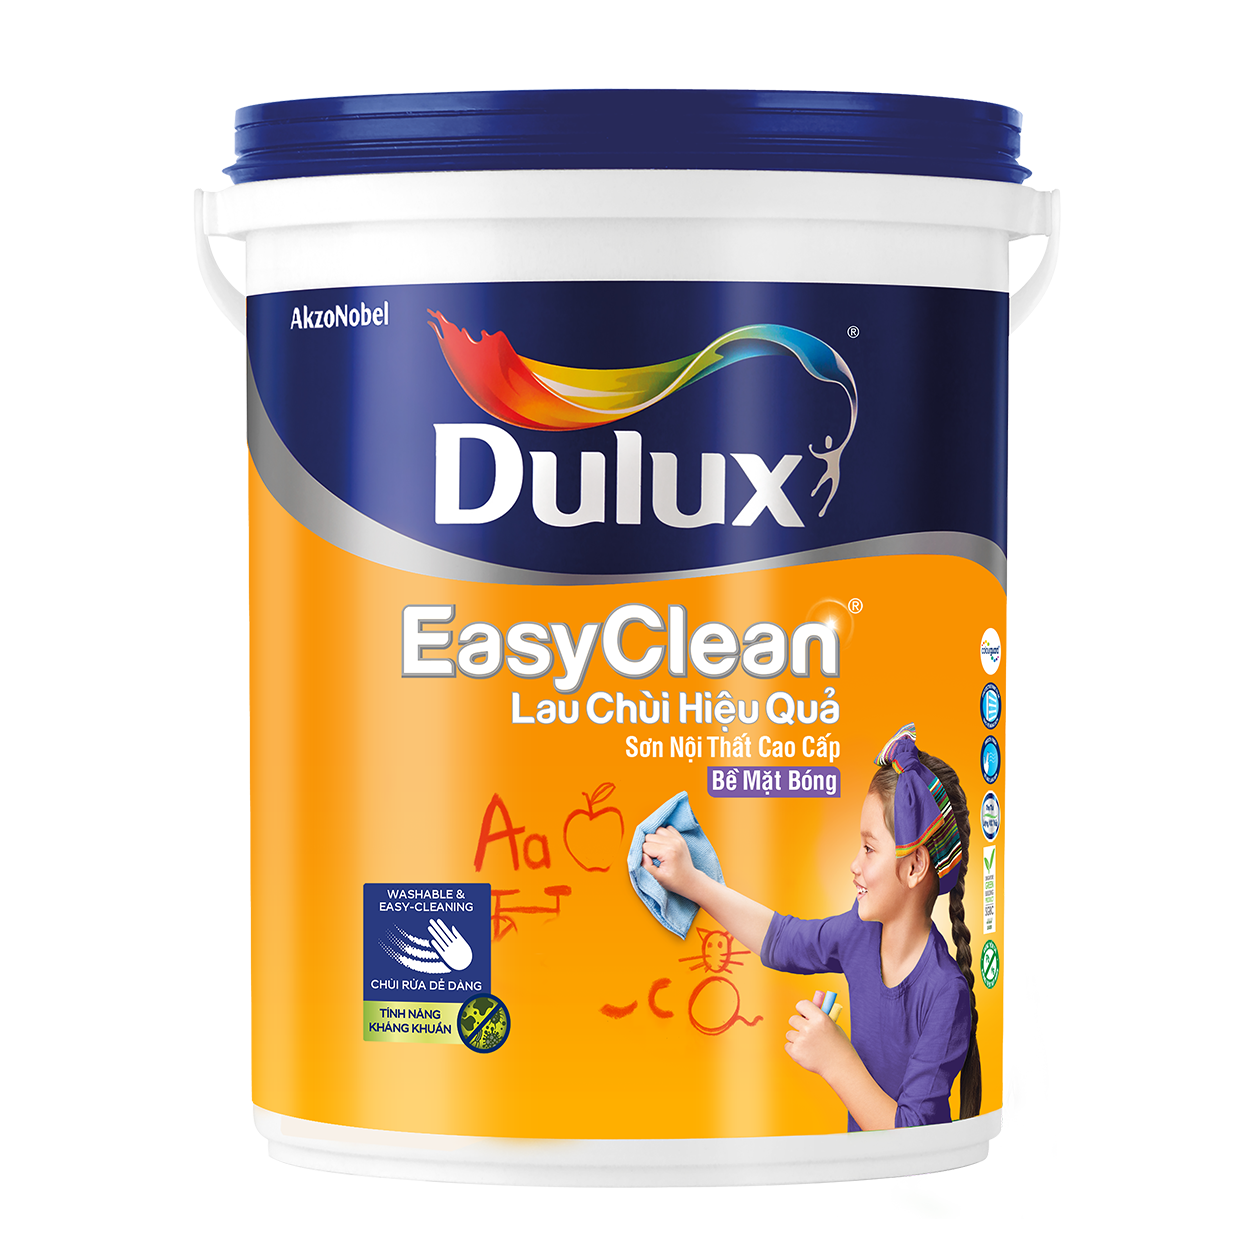 AkzoNobel
®
Dulux
EasyClean®
Lau Chùi Hiệu Quả
Sơn Nội Thất Cao Cấp
Bề Mặt Bóng
Aa
WASHABLE &
EASY-CLEANING
CHÙI RỬA DỄ DÀNG
TÍNH NĂNG
KHÁNG KHUẨN
colourguard